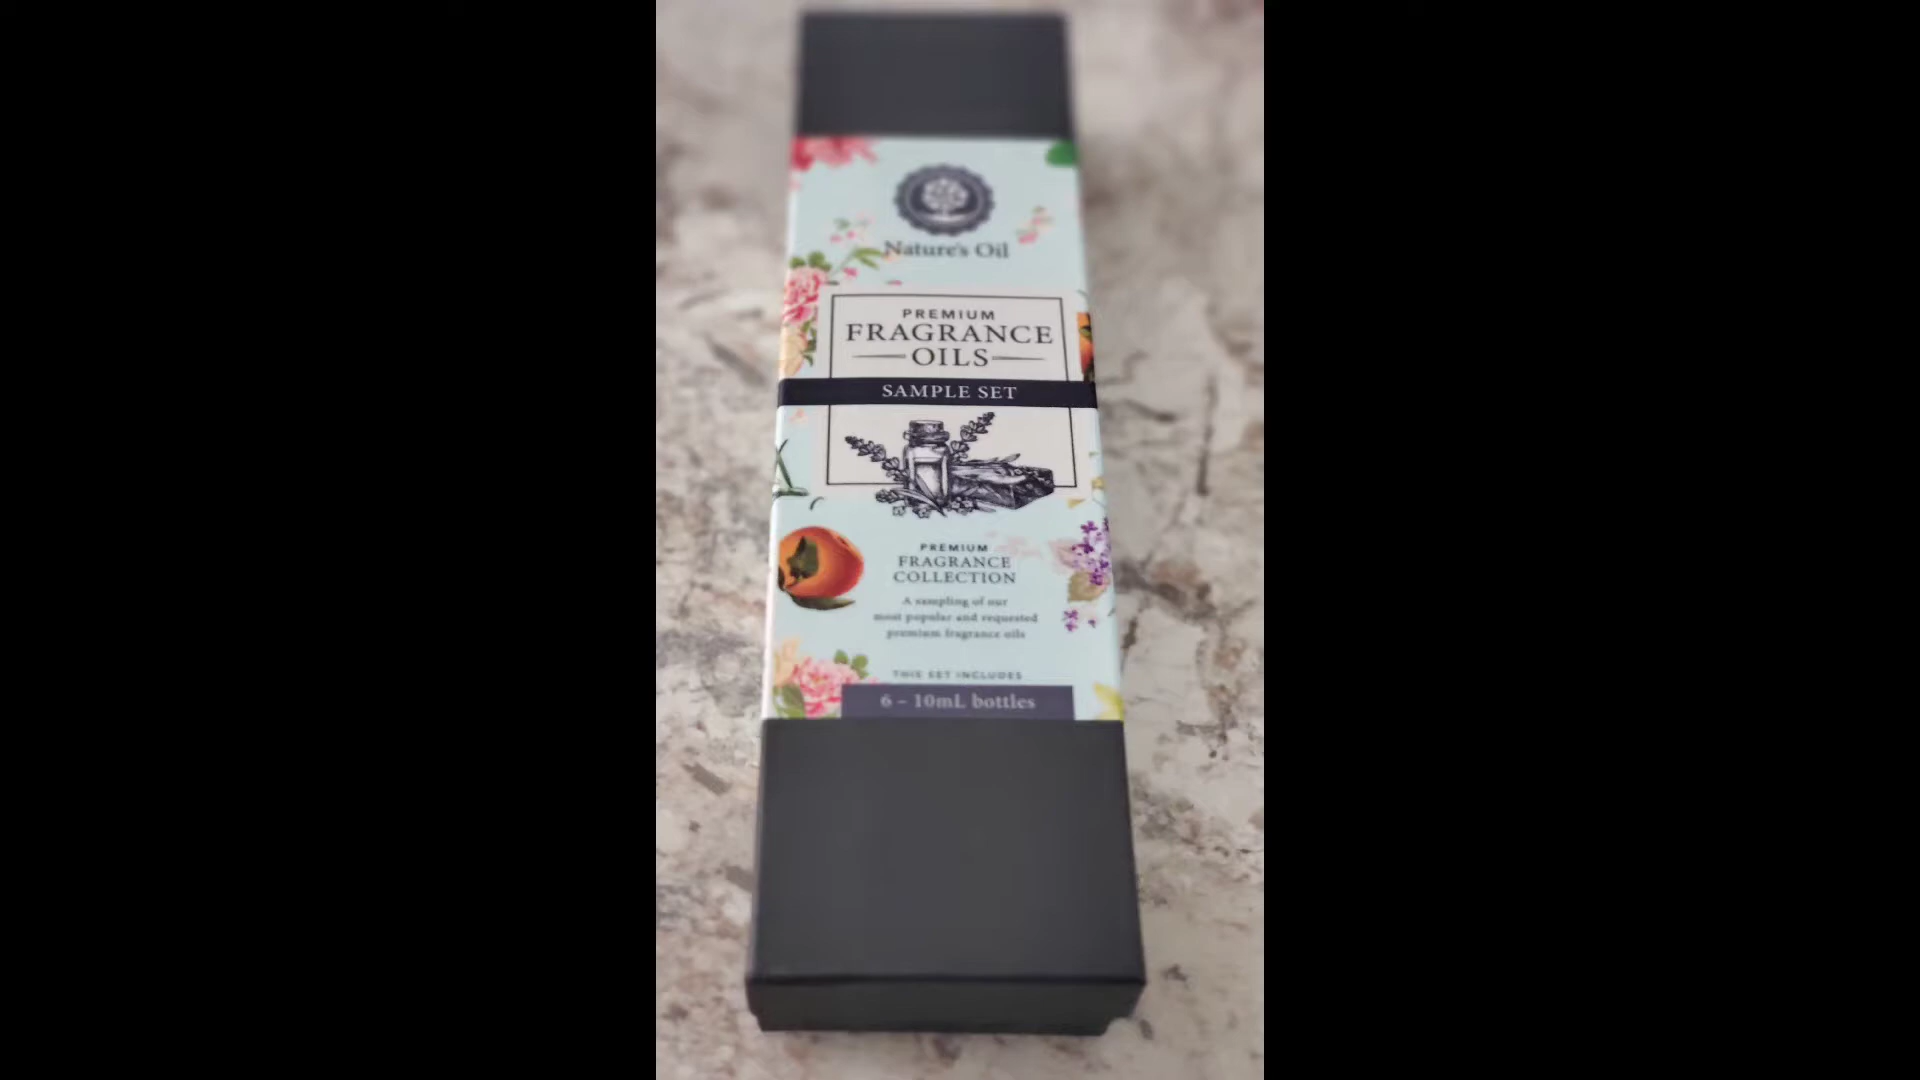 Nature's Oil
PREMIUM
FRAGRANCE
OILS
SAMPLE SET
PREMIUM
FRAGRANCE
COLLECTION
A sampling of our
most popular and requested
premium fragrance oils
THIS SET INCLUDES
6 – 10mL bottles